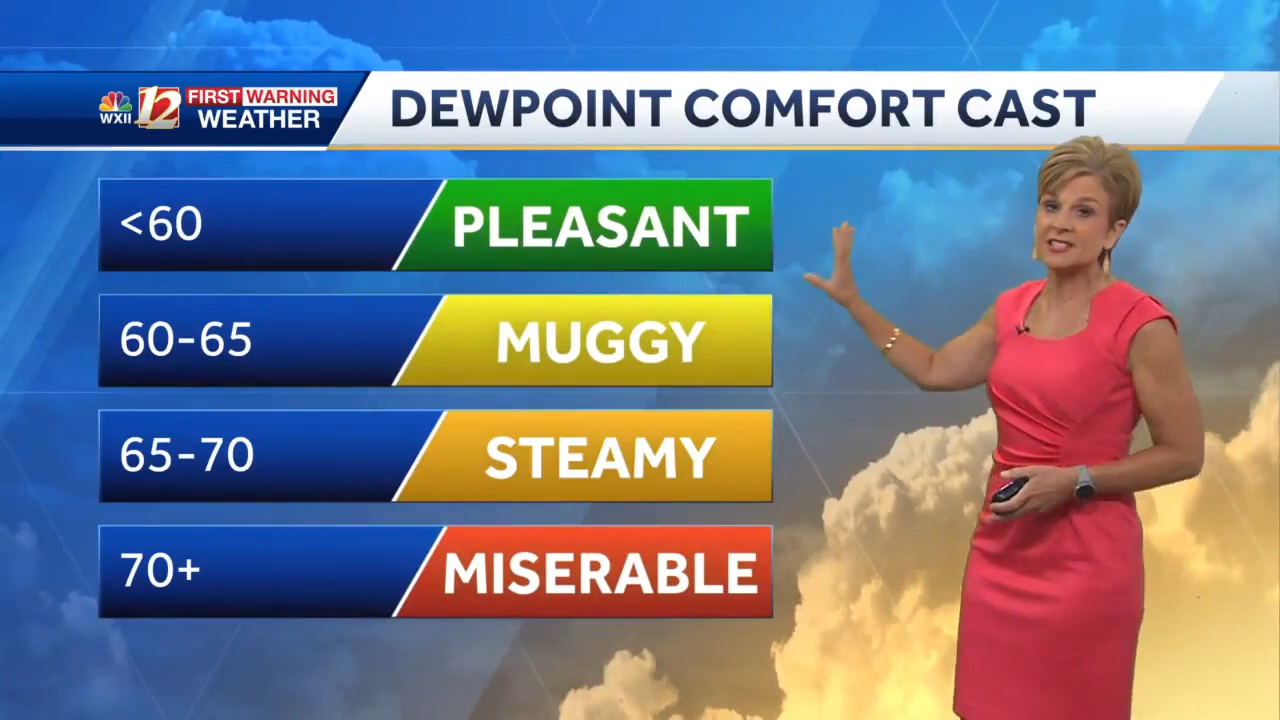 WXII 12 FIRST WARNING
WEATHER
DEWPOINT COMFORT CAST
<60 PLEASANT
60-65 MUGGY
65-70 STEAMY
70+ MISERABLE